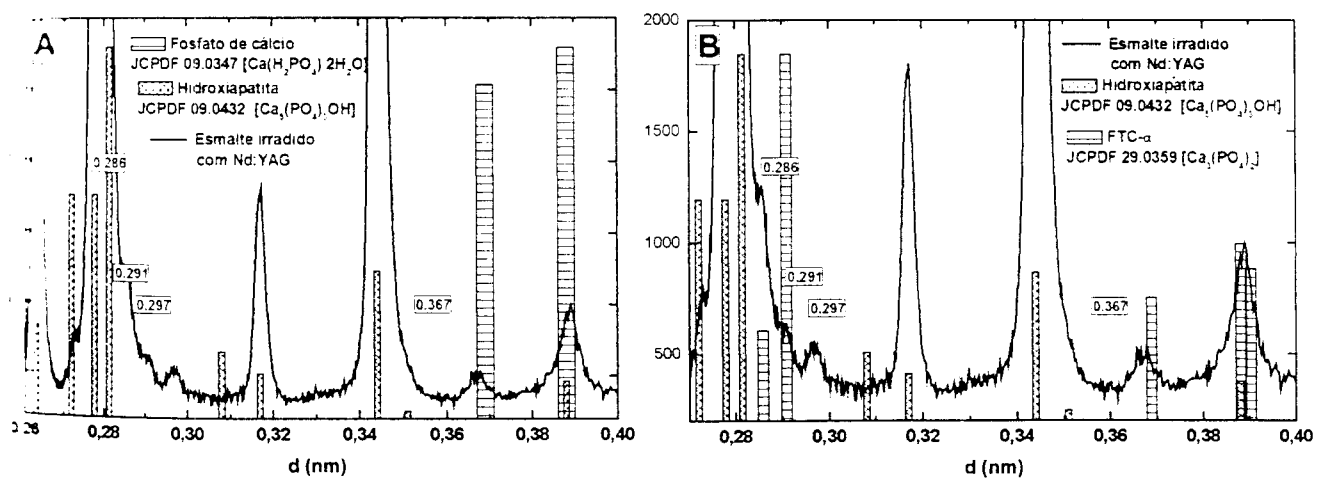 A
Fosfato de cálcio
JCPDF 09.0347 [Ca(H₂PO₄) 2H₂O]
Hidroxiapatita
JCPDF 09.0432 [Ca₅(PO₄)₃OH]
Esmalte irradido
com Nd:YAG
0.286
0.291
0.297
0.367
0,28
0,30
0,32
0,34
0,36
0,38
0,40
d (nm)
B
2000
1500
1000
500
Esmalte irradido
com Nd:YAG
Hidroxiapatita
JCPDF 09.0432 [Ca₅(PO₄)₃OH]
FTC-α
JCPDF 29.0359 [Ca₃(PO₄)₂]
0.286
0.291
0.297
0.367
0,28
0,30
0,32
0,34
0,36
0,38
0,40
d (nm)